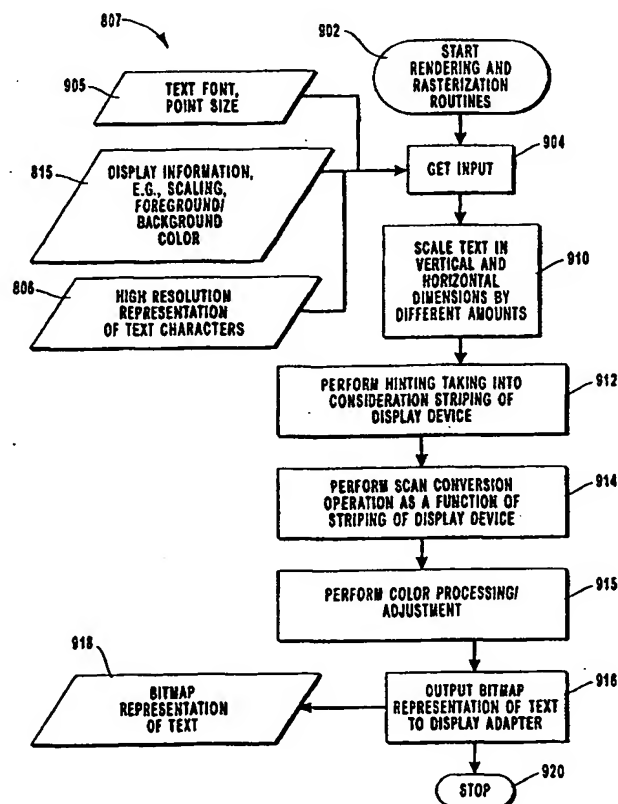 807
902
START
RENDERING AND
RASTERIZATION
ROUTINES
905
TEXT FONT,
POINT SIZE
904
GET INPUT
815
DISPLAY INFORMATION,
E.G., SCALING,
FOREGROUND/
BACKGROUND
COLOR
910
SCALE TEXT IN
VERTICAL AND
HORIZONTAL
DIMENSIONS BY
DIFFERENT AMOUNTS
806
HIGH RESOLUTION
REPRESENTATION
OF TEXT CHARACTERS
912
PERFORM HINTING TAKING INTO
CONSIDERATION STRIPING OF
DISPLAY DEVICE
914
PERFORM SCAN CONVERSION
OPERATION AS A FUNCTION OF
STRIPING OF DISPLAY DEVICE
915
PERFORM COLOR PROCESSING/
ADJUSTMENT
918
BITMAP
REPRESENTATION
OF TEXT
916
OUTPUT BITMAP
REPRESENTATION OF TEXT
TO DISPLAY ADAPTER
920
STOP